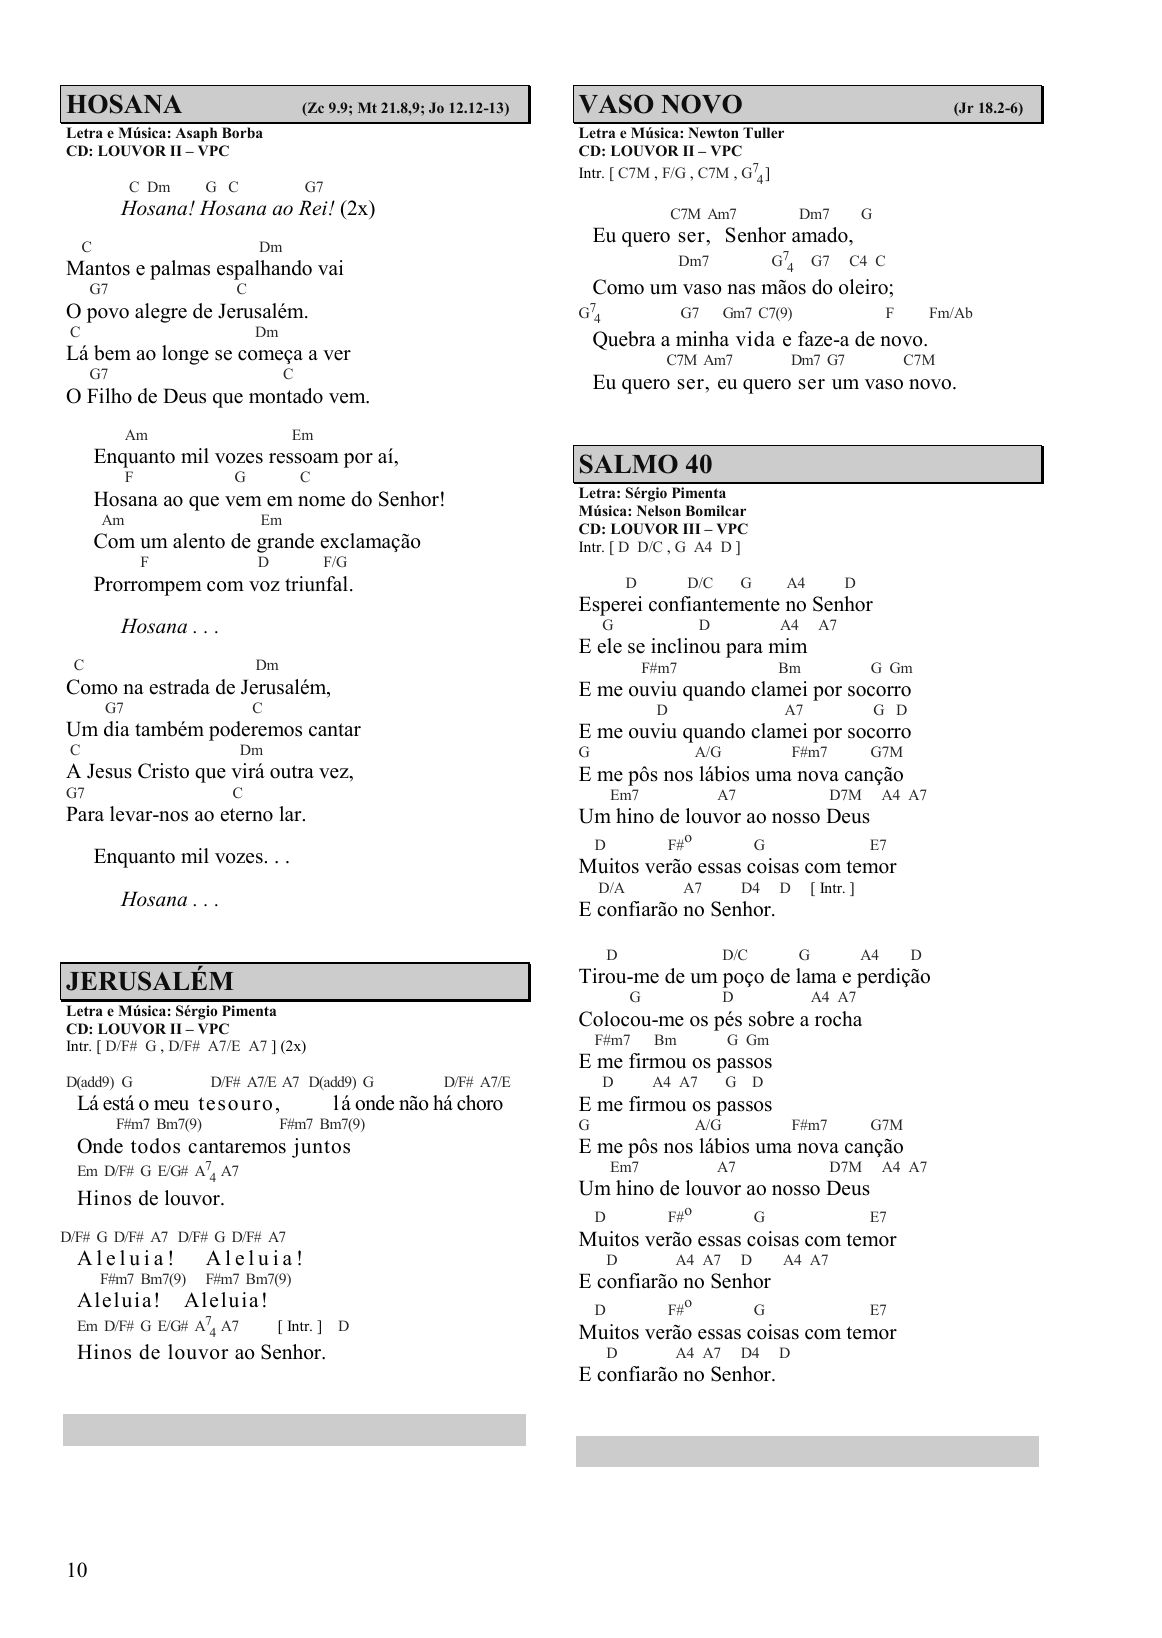 HOSANA (Zc 9.9; Mt 21.8,9; Jo 12.12-13)
Letra e Música: Asaph Borba
CD: LOUVOR II – VPC
C Dm G C G7
Hosana! Hosana ao Rei! (2x)
C Dm
Mantos e palmas espalhando vai
G7 C
O povo alegre de Jerusalém.
C Dm
Lá bem ao longe se começa a ver
G7 C
O Filho de Deus que montado vem.
Am Em
Enquanto mil vozes ressoam por aí,
F G C
Hosana ao que vem em nome do Senhor!
Am Em
Com um alento de grande exclamação
F D F/G
Prorrompem com voz triunfal.
Hosana . . .
C Dm
Como na estrada de Jerusalém,
G7 C
Um dia também poderemos cantar
C Dm
A Jesus Cristo que virá outra vez,
G7 C
Para levar-nos ao eterno lar.
Enquanto mil vozes. . .
Hosana . . .
JERUSALÉM
Letra e Música: Sérgio Pimenta
CD: LOUVOR II – VPC
Intr. [ D/F# G , D/F# A7/E A7 ] (2x)
D(add9) G D/F# A7/E A7 D(add9) G D/F# A7/E
Lá está o meu tesouro, lá onde não há choro
F#m7 Bm7(9) F#m7 Bm7(9)
Onde todos cantaremos juntos
Em D/F# G E/G# A7 4 A7
Hinos de louvor.
D/F# G D/F# A7 D/F# G D/F# A7
Aleluia! Aleluia!
F#m7 Bm7(9) F#m7 Bm7(9)
Aleluia! Aleluia!
Em D/F# G E/G# A7 4 A7 [ Intr. ] D
Hinos de louvor ao Senhor.
VASO NOVO (Jr 18.2-6)
Letra e Música: Newton Tuller
CD: LOUVOR II – VPC
Intr. [ C7M , F/G , C7M , G7 4 ]
C7M Am7 Dm7 G
Eu quero ser, Senhor amado,
Dm7 G7 4 G7 C4 C
Como um vaso nas mãos do oleiro;
G7 4 G7 Gm7 C7(9) F Fm/Ab
Quebra a minha vida e faze-a de novo.
C7M Am7 Dm7 G7 C7M
Eu quero ser, eu quero ser um vaso novo.
SALMO 40
Letra: Sérgio Pimenta
Música: Nelson Bomilcar
CD: LOUVOR III – VPC
Intr. [ D D/C , G A4 D ]
D D/C G A4 D
Esperei confiantemente no Senhor
G D A4 A7
E ele se inclinou para mim
F#m7 Bm G Gm
E me ouviu quando clamei por socorro
D A7 G D
E me ouviu quando clamei por socorro
G A/G F#m7 G7M
E me pôs nos lábios uma nova canção
Em7 A7 D7M A4 A7
Um hino de louvor ao nosso Deus
D F#o G E7
Muitos verão essas coisas com temor
D/A A7 D4 D [ Intr. ]
E confiarão no Senhor.
D D/C G A4 D
Tirou-me de um poço de lama e perdição
G D A4 A7
Colocou-me os pés sobre a rocha
F#m7 Bm G Gm
E me firmou os passos
D A4 A7 G D
E me firmou os passos
G A/G F#m7 G7M
E me pôs nos lábios uma nova canção
Em7 A7 D7M A4 A7
Um hino de louvor ao nosso Deus
D F#o G E7
Muitos verão essas coisas com temor
D A4 A7 D A4 A7
E confiarão no Senhor
D F#o G E7
Muitos verão essas coisas com temor
D A4 A7 D4 D
E confiarão no Senhor.
10